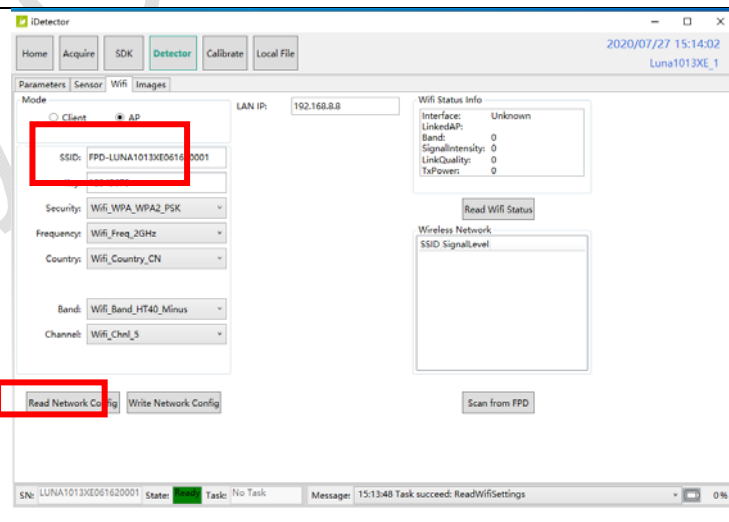 iDetector
Home Acquire SDK Detector Calibrate Local File
2020/07/27 15:14:02
Luna1013XE_1
Parameters Sensor Wifi Images
Mode
Client AP
LAN IP: 192.168.8.8
SSID:
Security: Wifi_WPA_WPA2_PSK
Frequency: Wifi_Freq_2GHz
Country: Wifi_Country_CN
Band: Wifi_Band_HT40_Minus
Channel: Wifi_Chnl_5
Read Network Config Write Network Config
Wifi Status Info
Interface: Unknown
LinkedAP:
Band: 0
SignalIntensity: 0
LinkQuality: 0
TxPower: 0
Read Wifi Status
Wireless Network
SSID SignalLevel
Scan from FPD
SN: LUNA1013XE061620001 State: Ready Task: No Task Message: 15:13:48 Task succeed: ReadWifiSettings 0%